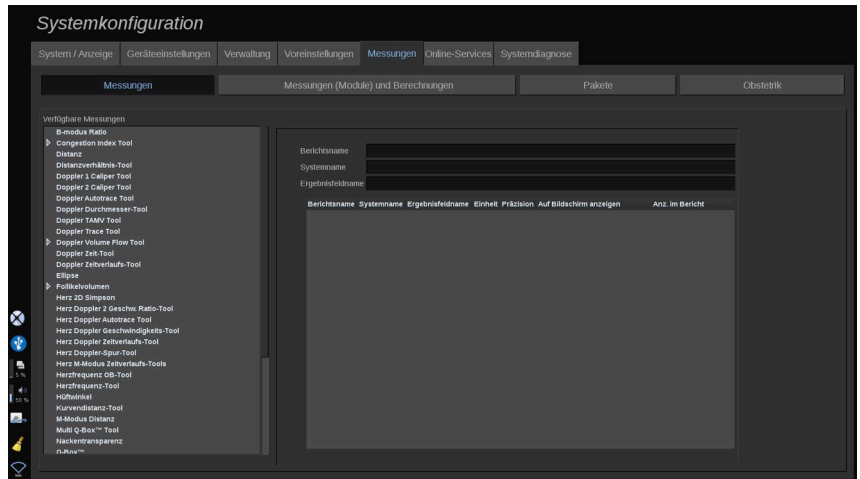 Systemkonfiguration
System / Anzeige Geräteeinstellungen Verwaltung Voreinstellungen Messungen Online-Services Systemdiagnose
Messungen Messungen (Module) und Berechnungen Pakete Obstetrik
Verfügbare Messungen
B-modus Ratio
Congestion Index Tool
Distanz
Distanzverhältnis-Tool
Doppler 1 Caliper Tool
Doppler 2 Caliper Tool
Doppler Autotrace Tool
Doppler Durchmesser-Tool
Doppler TAMV Tool
Doppler Trace Tool
Doppler Volume Flow Tool
Doppler Zeit-Tool
Doppler Zeitverlaufs-Tool
Ellipse
Follikelvolumen
Herz 2D Simpson
Herz Doppler 2 Geschw. Ratio-Tool
Herz Doppler Autotrace Tool
Herz Doppler Geschwindigkeits-Tool
Herz Doppler Zeitverlaufs-Tool
Herz Doppler-Spur-Tool
Herz M-Modus Zeitverlaufs-Tools
Herzfrequenz OB-Tool
Herzfrequenz-Tool
Hüftwinkel
Kurvendistanz-Tool
M-Modus Distanz
Multi Q-Box™ Tool
Nackentransparenz
Q-Box™
Berichtsname
Systemname
Ergebnisfeldname
Berichtsname Systemname Ergebnisfeldname Einheit Präzision Auf Bildschirm anzeigen Anz. im Bericht
5 %
50 %